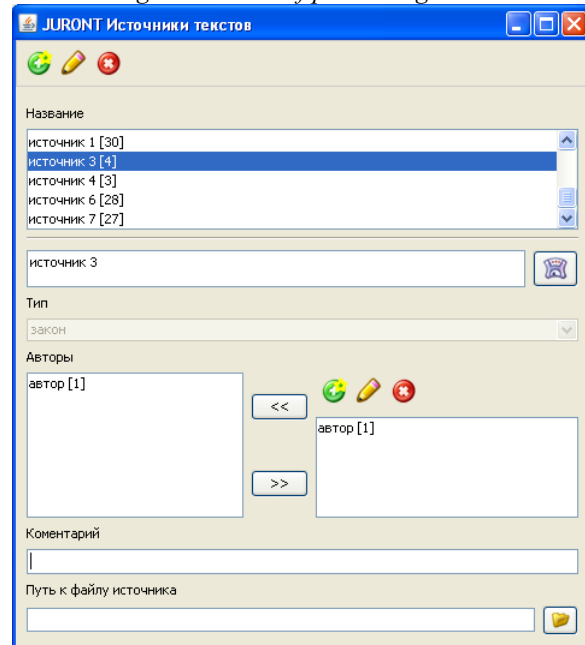 JURONT Источники текстов
Название
источник 1 [30]
источник 3 [4]
источник 4 [3]
источник 6 [28]
источник 7 [27]
источник 3
Тип
закон
Авторы
автор [1]
<<
автор [1]
>>
Коментарий
Путь к файлу источника